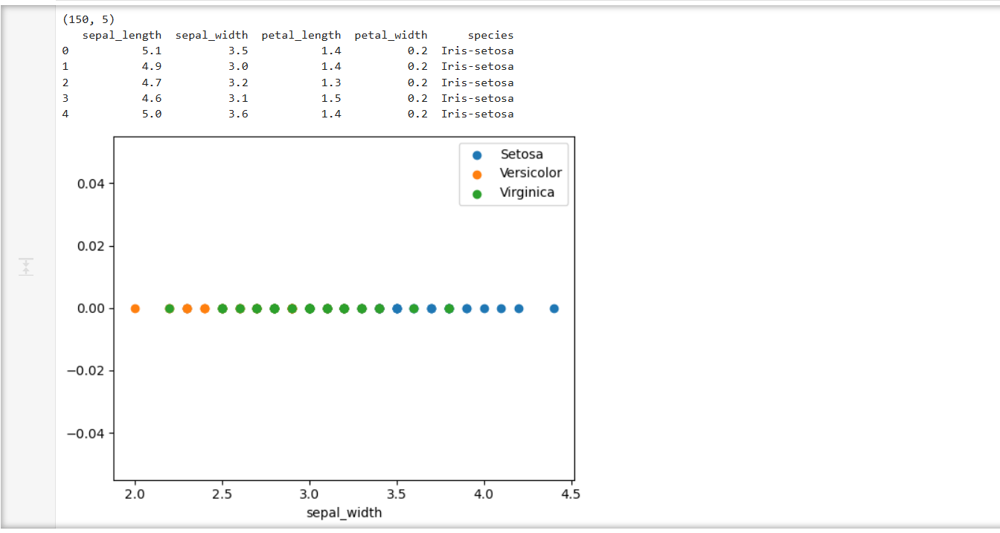 (150, 5)
sepal_length sepal_width petal_length petal_width species
0 5.1 3.5 1.4 0.2 Iris-setosa
1 4.9 3.0 1.4 0.2 Iris-setosa
2 4.7 3.2 1.3 0.2 Iris-setosa
3 4.6 3.1 1.5 0.2 Iris-setosa
4 5.0 3.6 1.4 0.2 Iris-setosa
Setosa
Versicolor
Virginica
0.04
0.02
0.00
−0.02
−0.04
2.0 2.5 3.0 3.5 4.0 4.5
sepal_width